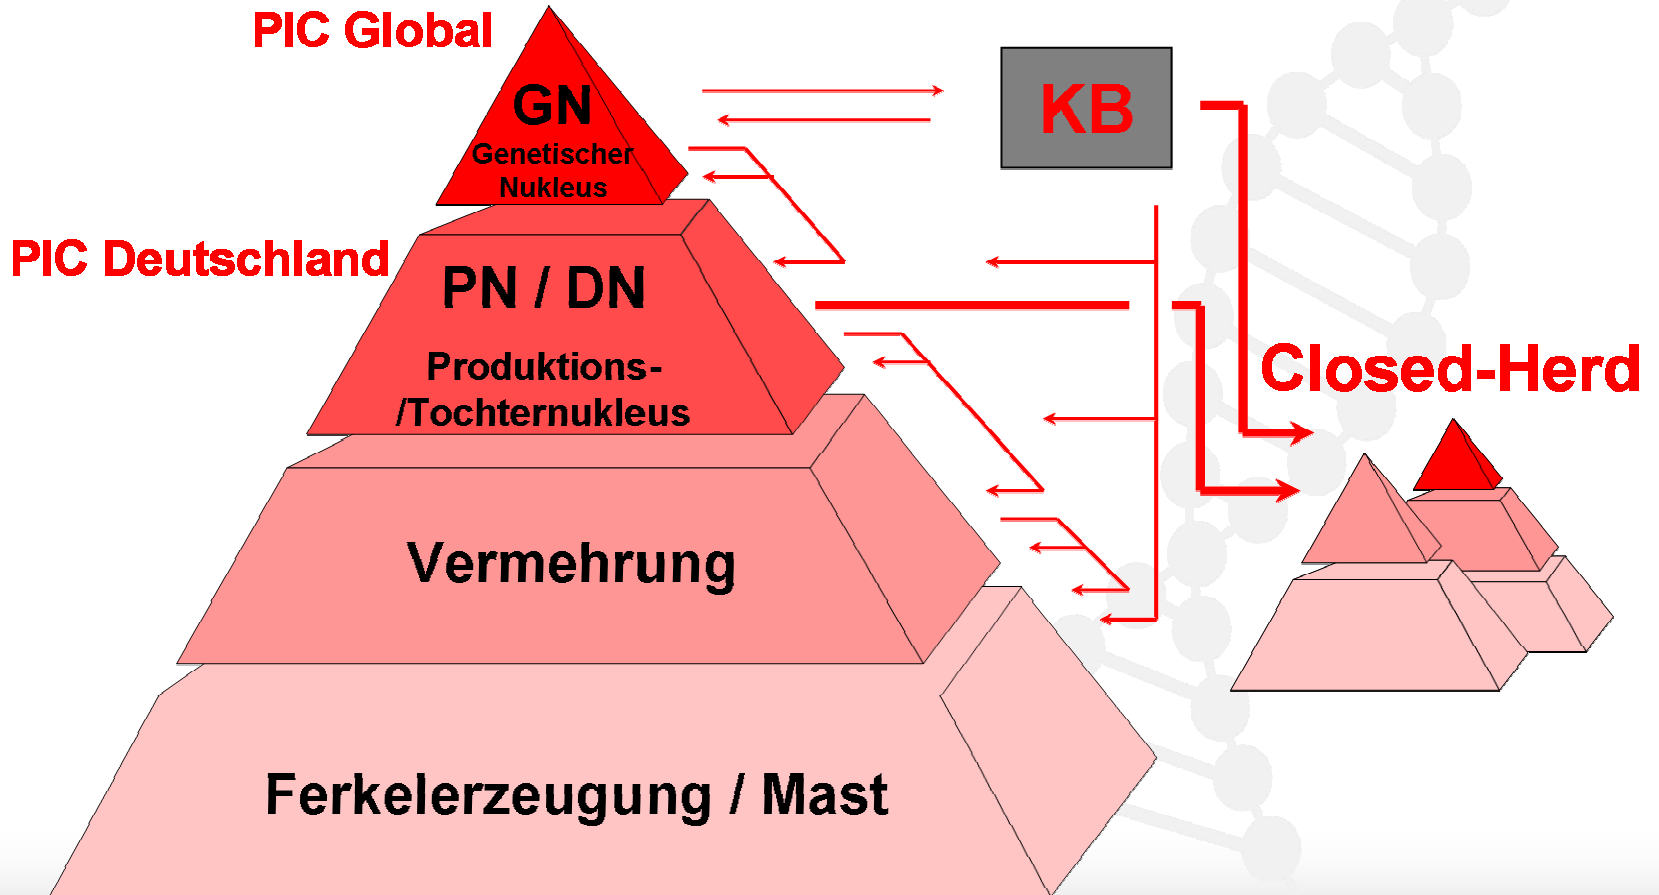 PIC Global
GN
Genetischer
Nukleus
KB
PIC Deutschland
PN / DN
Produktions-
/Tochternukleus
Closed-Herd
Vermehrung
Ferkelerzeugung / Mast